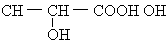 CH — CH — COOH OH
OH